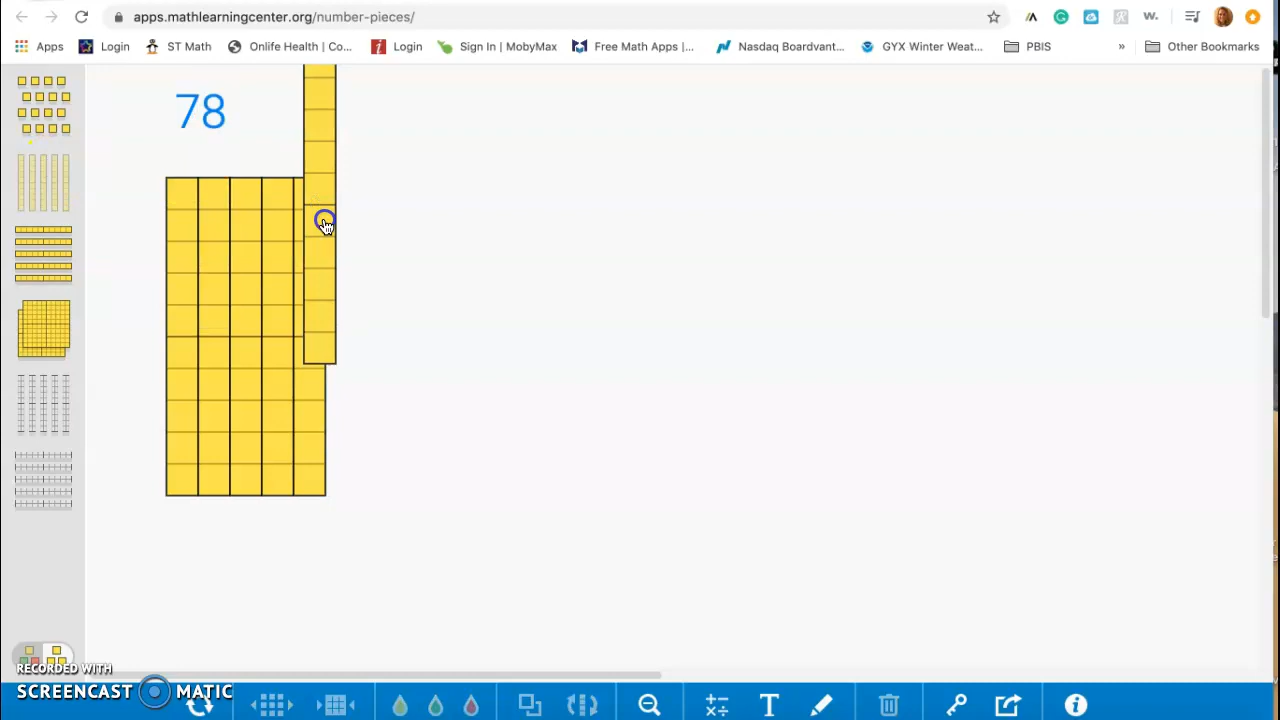 apps.mathlearningcenter.org/number-pieces/
w.
Apps
Login
ST Math
Onlife Health | Co...
Login
Sign In | MobyMax
Free Math Apps |...
Nasdaq Boardvant...
GYX Winter Weat...
PBIS
»
Other Bookmarks
78
RECORDED WITH
SCREENCAST MATIC
T